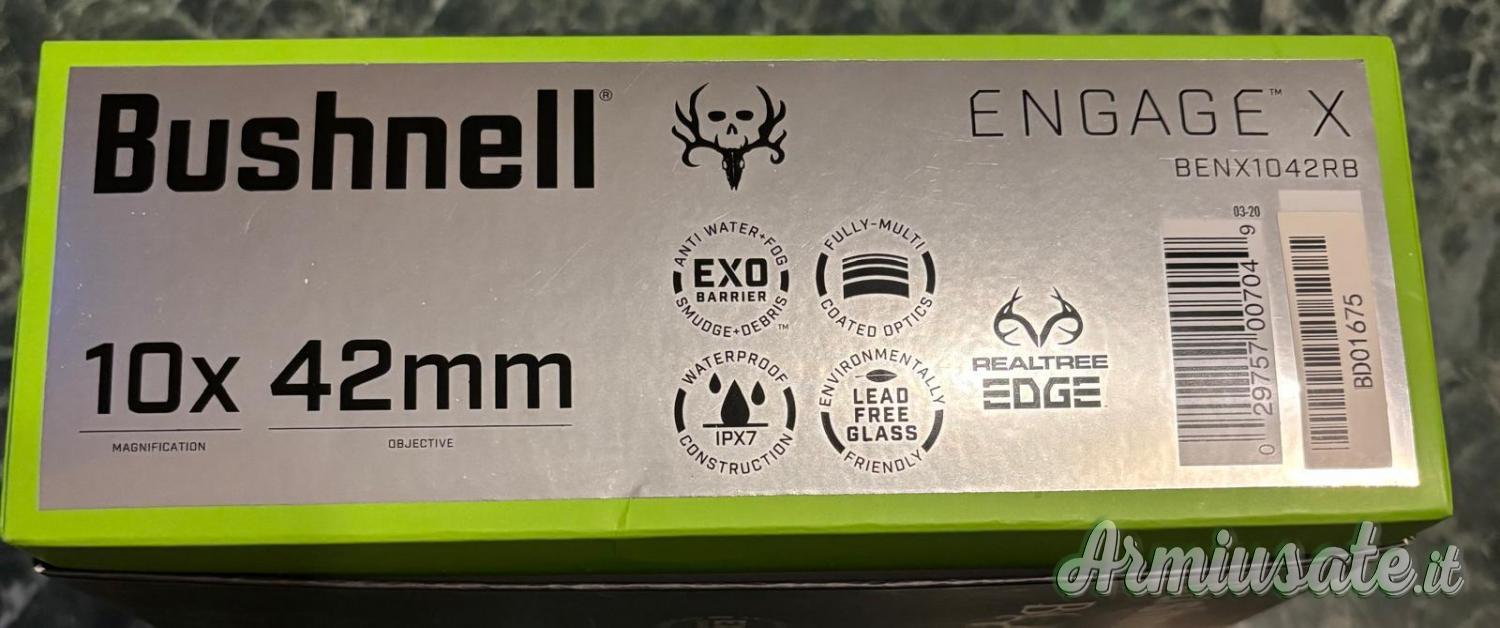 Bushnell®
ENGAGE™ X
BENX1042RB
03-20
ANTI WATER+FOG
EXO
BARRIER
SMUDGE+DEBRIS™
FULLY-MULTI
COATED OPTICS
10x 42mm
MAGNIFICATION
OBJECTIVE
WATERPROOF
IPX7
CONSTRUCTION
ENVIRONMENTALLY
LEAD
FREE
GLASS
FRIENDLY
REALTREE
EDGE
0 29757 00704 9
BD01675
Armiusate.it